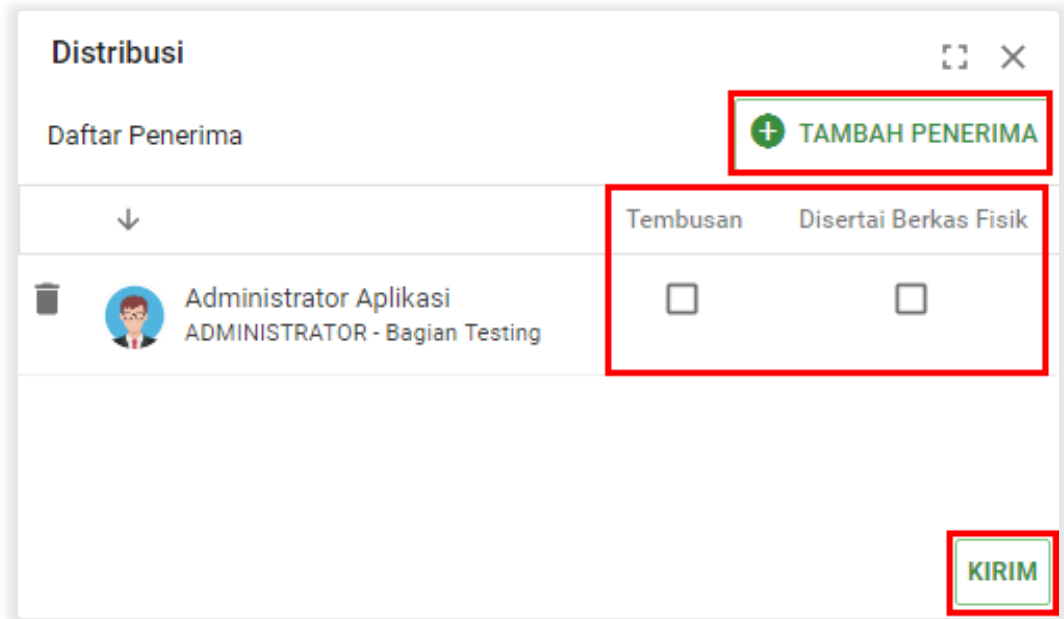 Distribusi
Daftar Penerima
TAMBAH PENERIMA
Tembusan Disertai Berkas Fisik
Administrator Aplikasi
ADMINISTRATOR - Bagian Testing
KIRIM